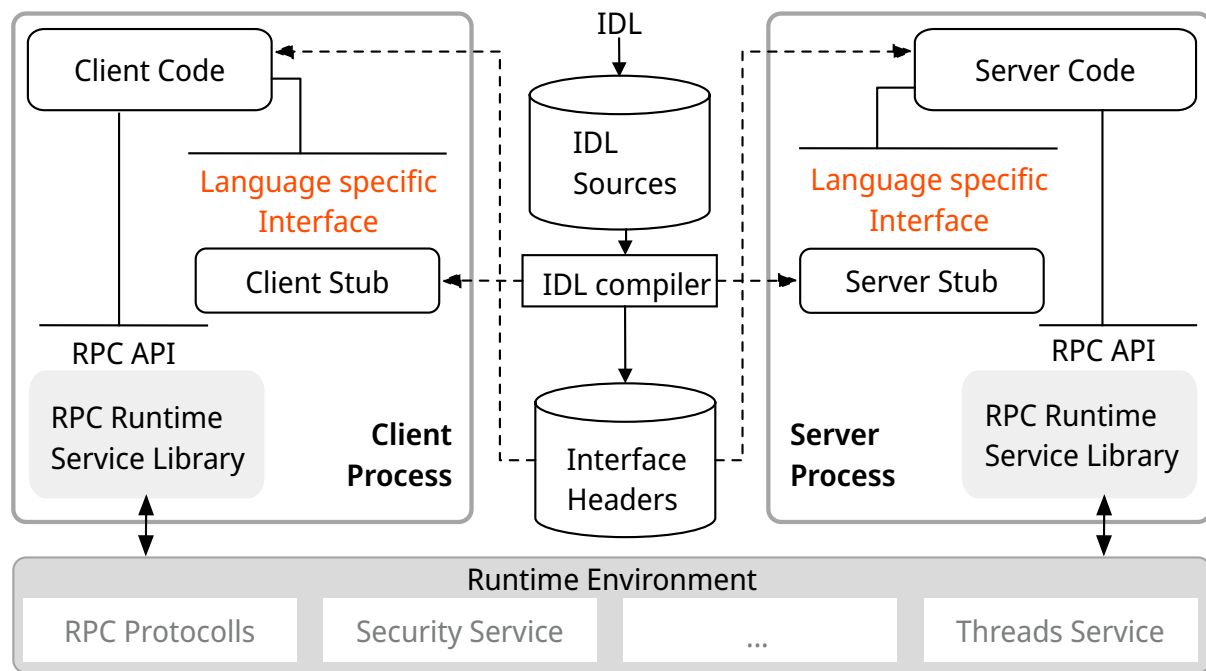 IDL
Client Code
Server Code
IDL
Sources
Language specific
Interface
Language specific
Interface
Client Stub
IDL compiler
Server Stub
RPC API
RPC API
RPC Runtime
Service Library
Client
Process
Interface
Headers
Server
Process
RPC Runtime
Service Library
Runtime Environment
RPC Protocolls
Security Service
...
Threads Service